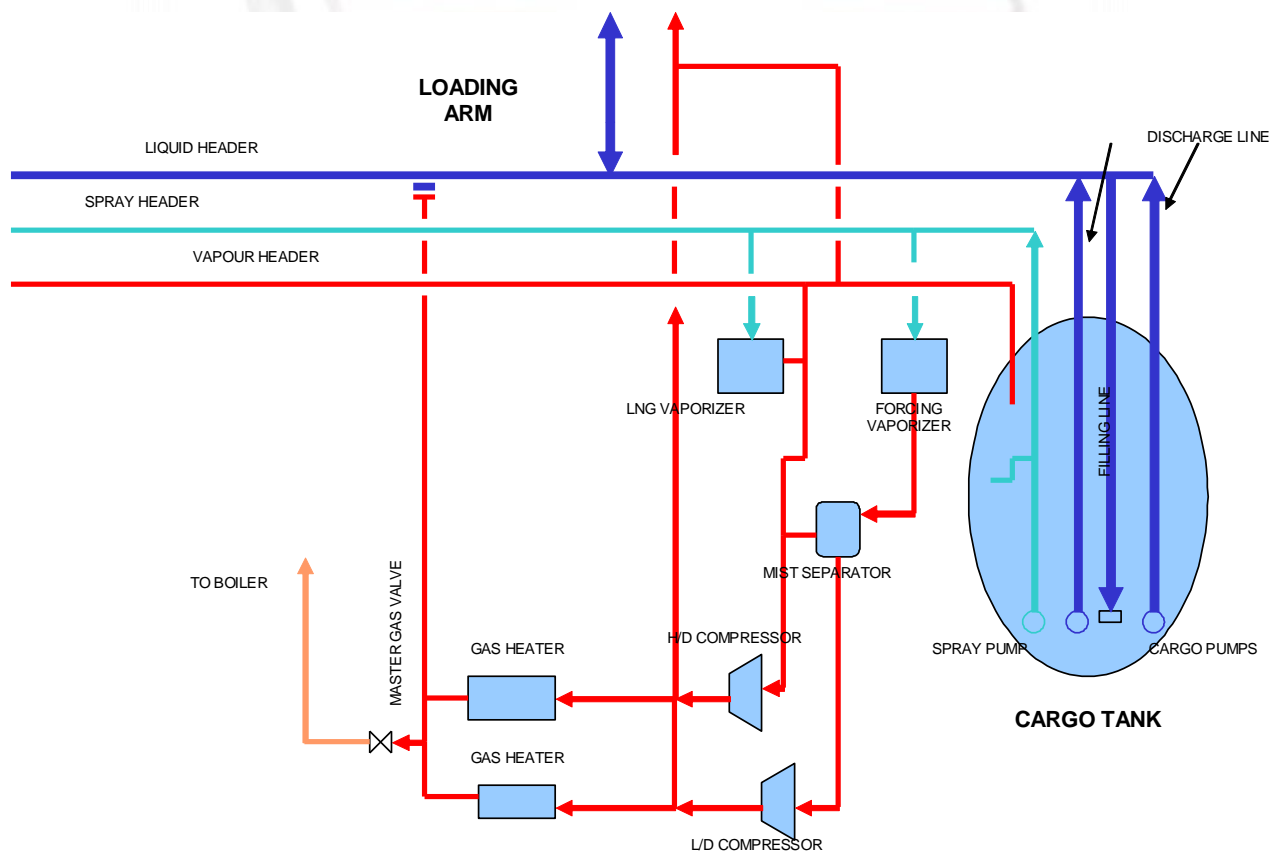 LOADING
ARM
DISCHARGE LINE
LIQUID HEADER
SPRAY HEADER
VAPOUR HEADER
LNG VAPORIZER
FORCING
VAPORIZER
FILLING LINE
MIST SEPARATOR
TO BOILER
MASTER GAS VALVE
H/D COMPRESSOR
GAS HEATER
SPRAY PUMP
CARGO PUMPS
CARGO TANK
GAS HEATER
L/D COMPRESSOR